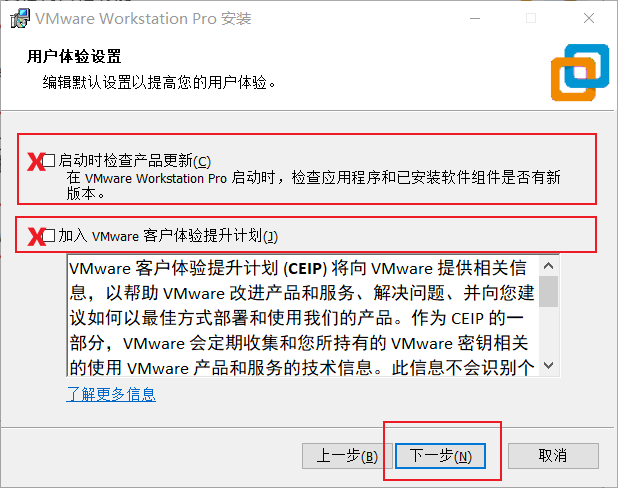 VMware Workstation Pro 安装
用户体验设置
编辑默认设置以提高您的用户体验。
启动时检查产品更新(C)
在 VMware Workstation Pro 启动时，检查应用程序和已安装软件组件是否有新
版本。
加入 VMware 客户体验提升计划(J)
VMware 客户体验提升计划 (CEIP) 将向 VMware 提供相关信
息，以帮助 VMware 改进产品和服务、解决问题、并向您建
议如何以最佳方式部署和使用我们的产品。作为 CEIP 的一
部分，VMware 会定期收集和您所持有的 VMware 密钥相关
的使用 VMware 产品和服务的技术信息。此信息不会识别个
了解更多信息
上一步(B)
下一步(N)
取消